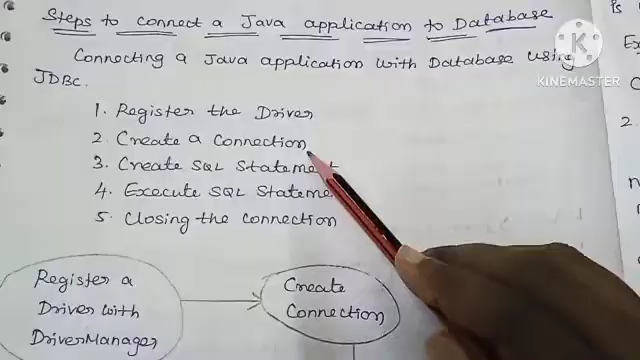 Steps to connect a Java application to Database
Connecting a Java application with Database using
JDBC.
1. Register the Driver
2. Create a Connection
3. Create SQL Statement
4. Execute SQL Stateme
5. Closing the Connection
Register a
Driver with
DriverManager
Create
Connection
KINEMASTER
2.